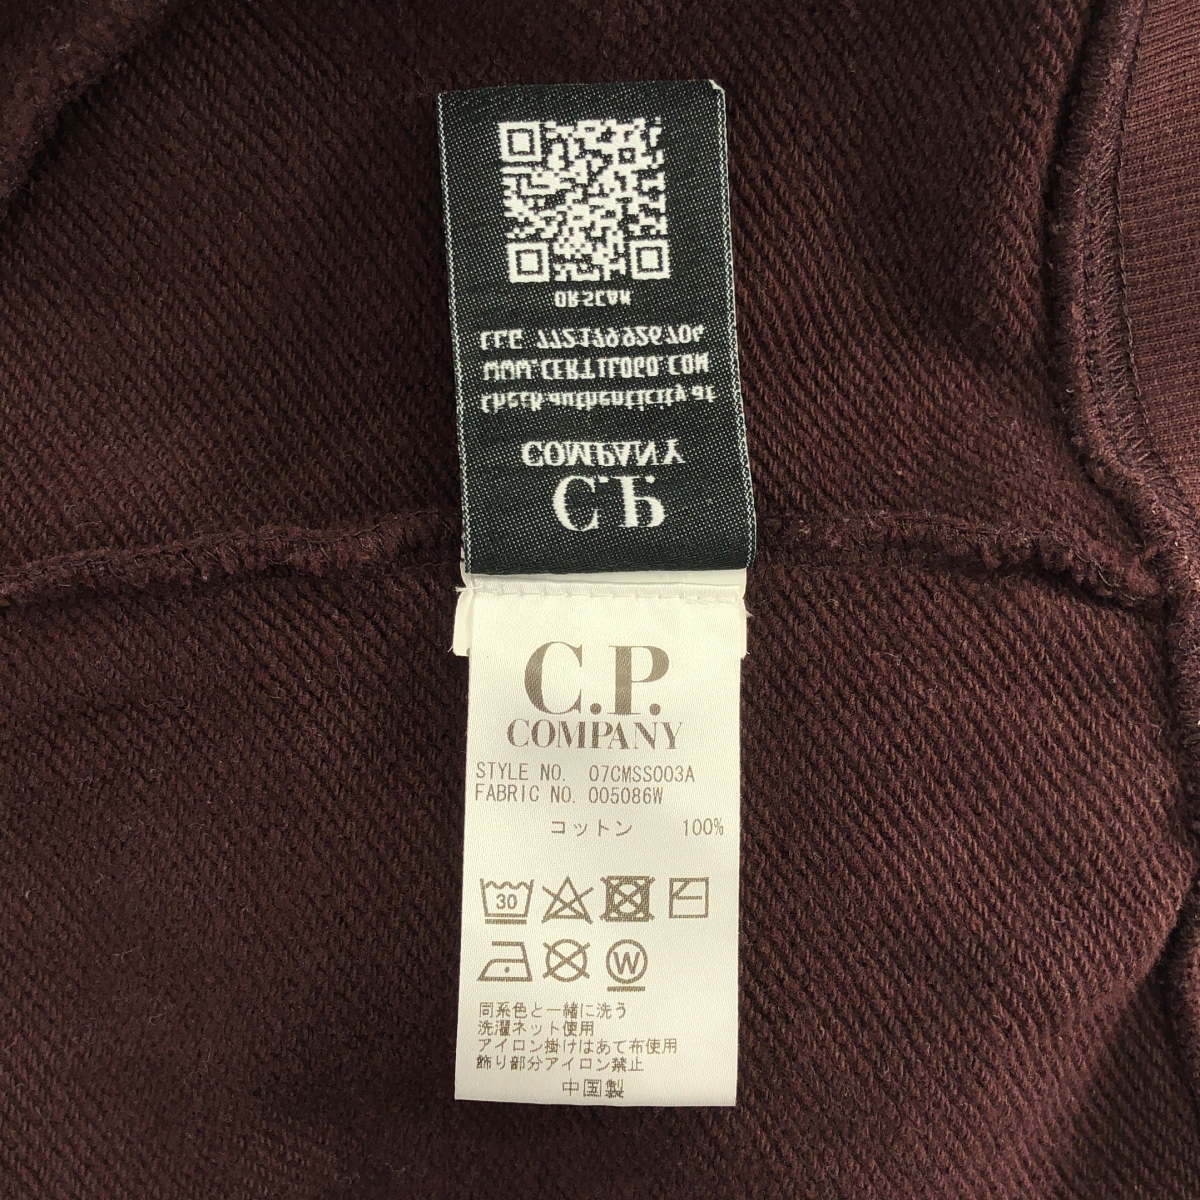 C.P.
COMPANY
Check authenticity at
WWW.CERTILOGO.COM
CLG 772179926706
OR SCAN
C.P.
COMPANY
STYLE NO. 07CMSS003A
FABRIC NO. 005086W
コットン 100%
30
W
同系色と一緒に洗う
洗濯ネット使用
アイロン掛けはあて布使用
飾り部分アイロン禁止
中国製